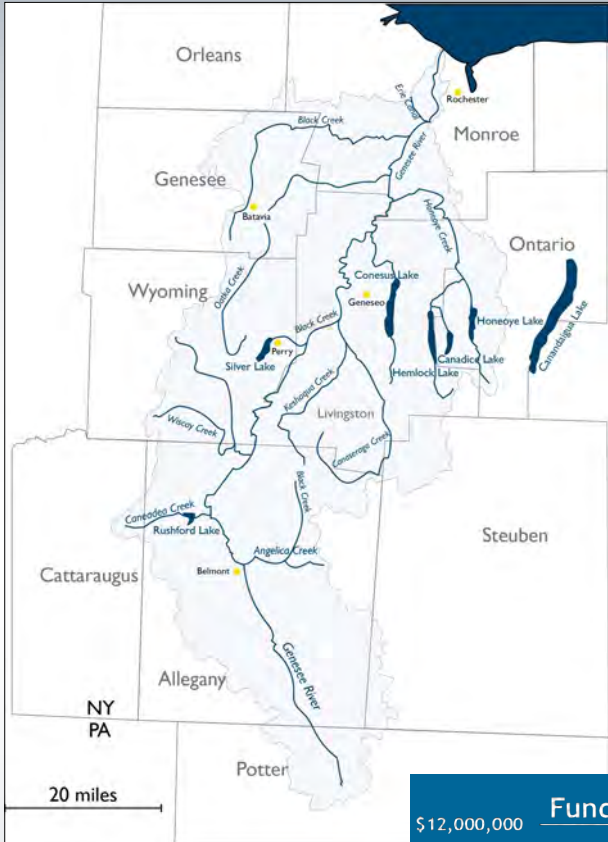 Orleans
Erie Canal
Rochester
Black Creek
Monroe
Genesee River
Genesee
Honeoye Creek
Batavia
Ontario
Oatka Creek
Wyoming
Conesus Lake
Geneseo
Canandaigua Lake
Black Creek
Honeoye Lake
Perry
Silver Lake
Canadice Lake
Hemlock Lake
Keshaqua Creek
Livingston
Wiscoy Creek
Canaseraga Creek
Black Creek
Caneadea Creek
Rushford Lake
Steuben
Angelica Creek
Cattaraugus
Belmont
Genesee River
Allegany
NY
PA
Potter
20 miles
$12,000,000